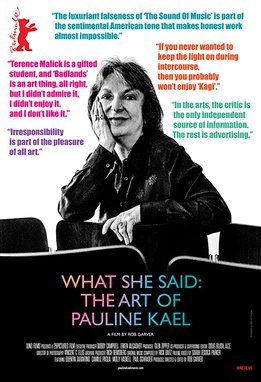 "The luxuriant falseness of 'The Sound Of Music' is part
of the sentimental American tone that makes honest work
almost impossible."
"If you never wanted to
keep the light on during
intercourse,
then you probably
won't enjoy 'Kagi'."
"Terence Malick is a gifted
student, and 'Badlands'
is an art thing, all right,
but I didn't admire it,
I didn't enjoy it,
and I don't like it."
"In the arts, the critic is
the only independent
source of information.
The rest is advertising."
"Irresponsibility
is part of the pleasure
of all art."
WHAT SHE SAID:
THE ART OF
PAULINE KAEL
A FILM BY ROB GARVER